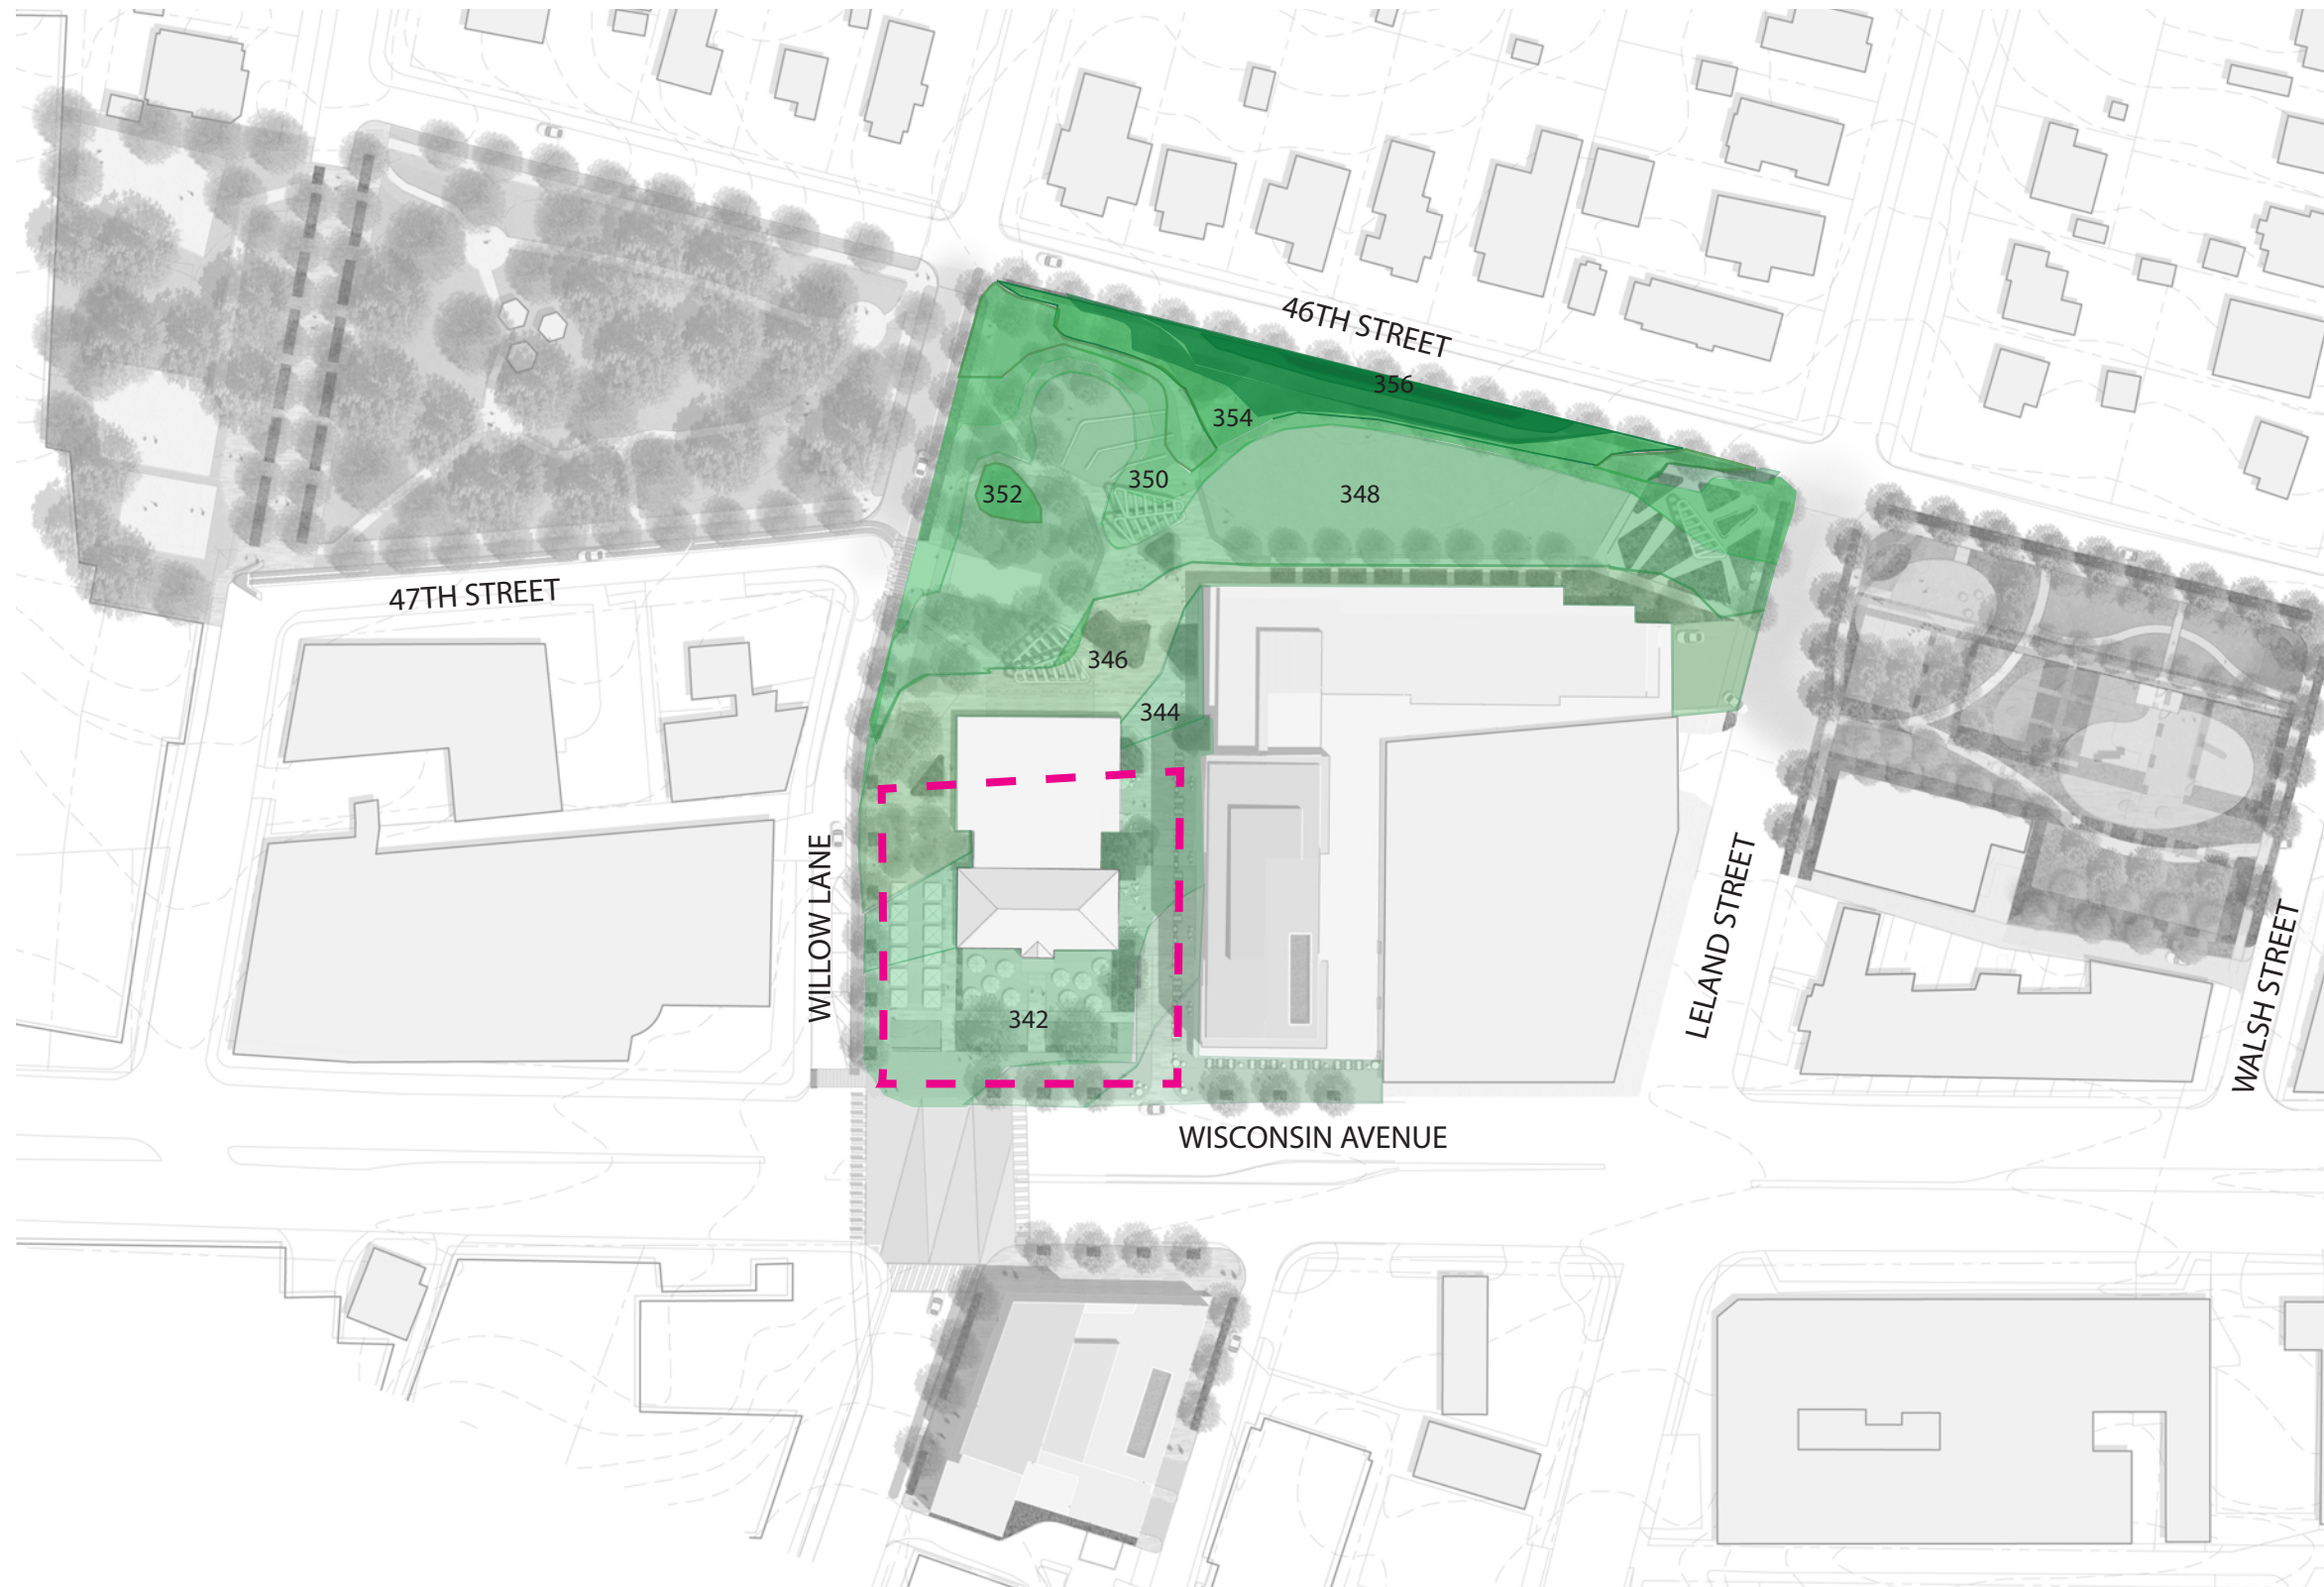 46TH STREET
356
354
350
352
348
47TH STREET
346
344
WILLOW LANE
LELAND STREET
WALSH STREET
342
WISCONSIN AVENUE